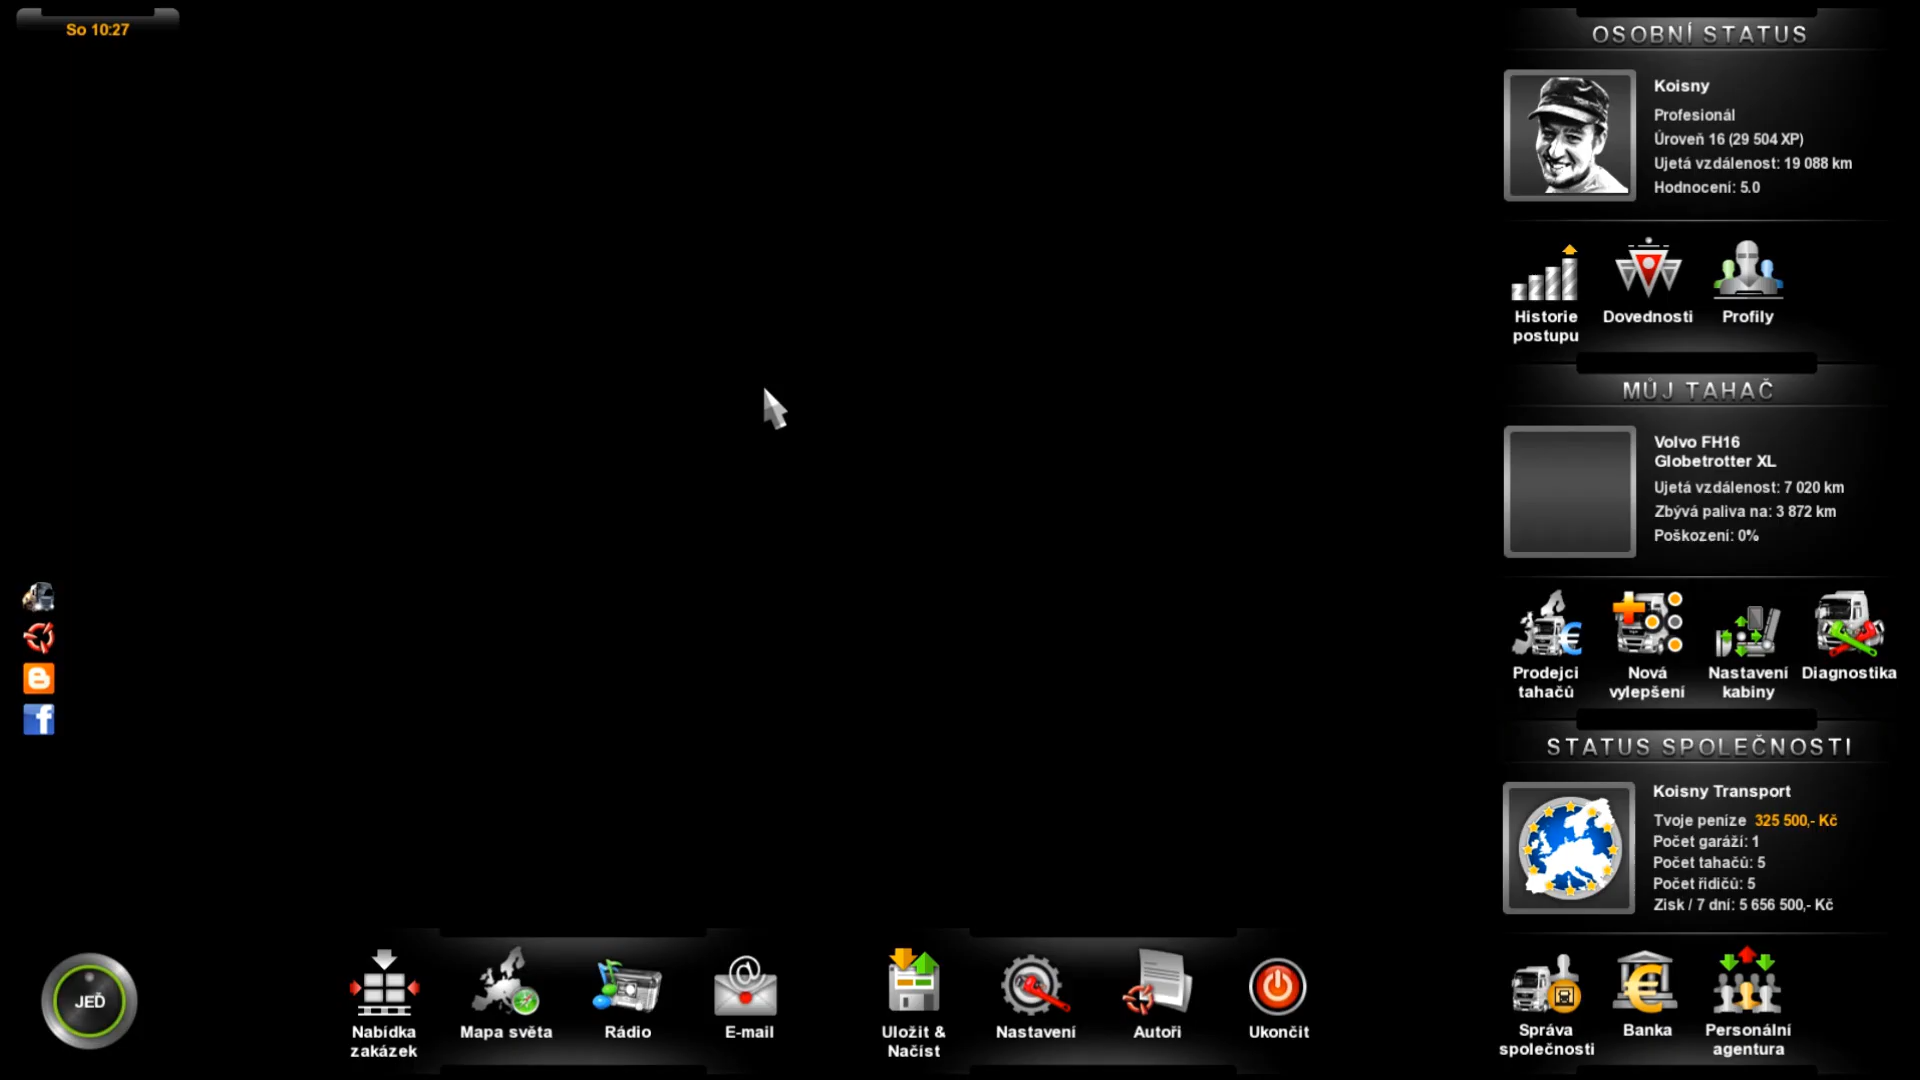 So 10:27
OSOBNÍ STATUS
Koisny
Profesionál
Úroveň 16 (29 504 XP)
Ujetá vzdálenost: 19 088 km
Hodnocení: 5.0
Historie
postupu
Dovednosti
Profily
MŮJ TAHAČ
Volvo FH16
Globetrotter XL
Ujetá vzdálenost: 7 020 km
Zbývá paliva na: 3 872 km
Poškození: 0%
Prodejci
tahačů
Nová
vylepšení
Nastavení
kabiny
Diagnostika
STATUS SPOLEČNOSTI
Koisny Transport
Tvoje peníze 325 500,- Kč
Počet garáží: 1
Počet tahačů: 5
Počet řidičů: 5
Zisk / 7 dní: 5 656 500,- Kč
Správa
společnosti
Banka
Personální
agentura
JEĎ
Nabídka
zakázek
Mapa světa
Rádio
E-mail
Uložit &
Načíst
Nastavení
Autoři
Ukončit